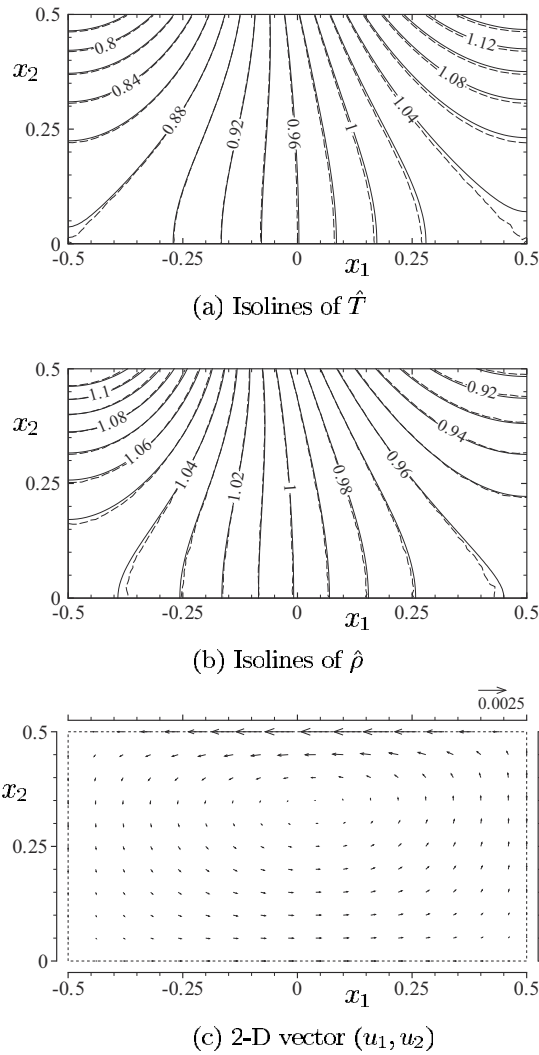 0.5
0.25
0
x₂
0.8
0.84
0.88
0.92
0.96
1
1.04
1.08
1.12
-0.5 -0.25 0 0.25 0.5
x₁
(a) Isolines of T̂
0.5
0.25
0
x₂
1.1
1.08
1.06
1.04
1.02
1
0.98
0.96
0.94
0.92
-0.5 -0.25 0 0.25 0.5
x₁
(b) Isolines of ρ̂
0.0025
0.5
0.25
0
x₂
-0.5 -0.25 0 0.25 0.5
x₁
(c) 2-D vector (u₁, u₂)